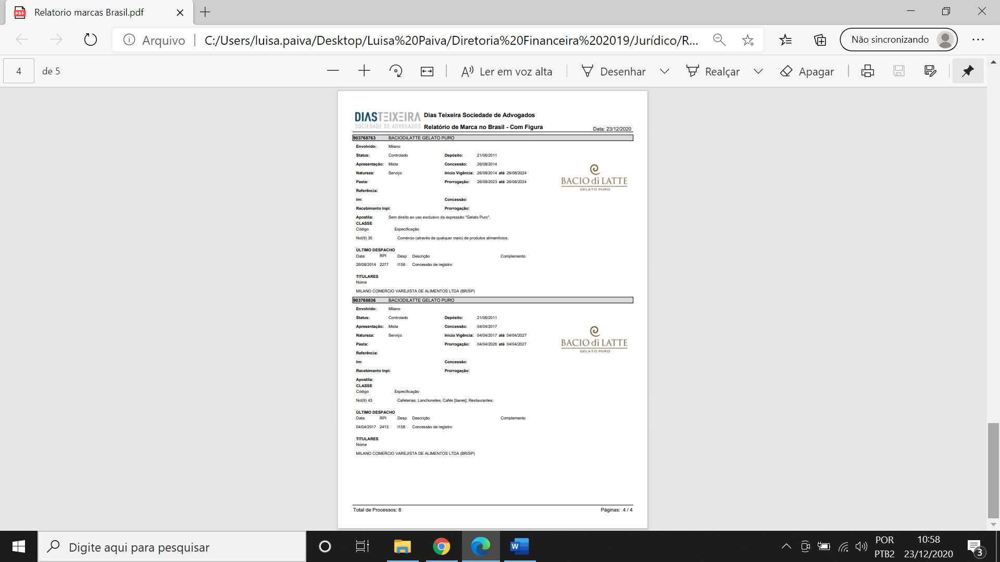 Relatorio marcas Brasil.pdf
Arquivo
C:/Users/luisa.paiva/Desktop/Luisa%20Paiva/Diretoria%20Financeira%202019/Jurídico/R...
Não sincronizando
4 de 5
Ler em voz alta
Desenhar
Realçar
Apagar
DIASTEIXEIRA
SOCIEDADE DE ADVOGADOS
Dias Teixeira Sociedade de Advogados
Relatório de Marca no Brasil - Com Figura
Data: 23/12/2020
903768763 BACIODILATTE GELATO PURO
Envolvido: Milano
Status: Controlado Depósito: 21/06/2011
Apresentação: Mista Concessão: 26/08/2014
Natureza: Serviço Início Vigência: 26/08/2014 até 26/08/2024
Pasta: Prorrogação: 26/08/2023 até 26/08/2024
Referência:
Irn: Concessão:
Recebimento Inpi: Prorrogação:
BACIO di LATTE
GELATO PURO
Apostila: Sem direito ao uso exclusivo da expressão "Gelato Puro".
CLASSE
Código Especificação
Ncl(9) 35 Comércio (através de qualquer meio) de produtos alimentícios;
ÚLTIMO DESPACHO
Data RPI Desp Descrição Complemento
26/08/2014 2277 I158 Concessão de registro
TITULARES
Nome
MILANO COMERCIO VAREJISTA DE ALIMENTOS LTDA (BR/SP)
903768836 BACIODILATTE GELATO PURO
Envolvido: Milano
Status: Controlado Depósito: 21/06/2011
Apresentação: Mista Concessão: 04/04/2017
Natureza: Serviço Início Vigência: 04/04/2017 até 04/04/2027
Pasta: Prorrogação: 04/04/2026 até 04/04/2027
Referência:
Irn: Concessão:
Recebimento Inpi: Prorrogação:
BACIO di LATTE
GELATO PURO
Apostila:
CLASSE
Código Especificação
Ncl(9) 43 Cafeterias; Lanchonetes; Cafés [bares]; Restaurantes;
ÚLTIMO DESPACHO
Data RPI Desp Descrição Complemento
04/04/2017 2413 I158 Concessão de registro
TITULARES
Nome
MILANO COMERCIO VAREJISTA DE ALIMENTOS LTDA (BR/SP)
Total de Processos: 8
Páginas: 4 / 4
Digite aqui para pesquisar
POR
PTB2
10:58
23/12/2020
3